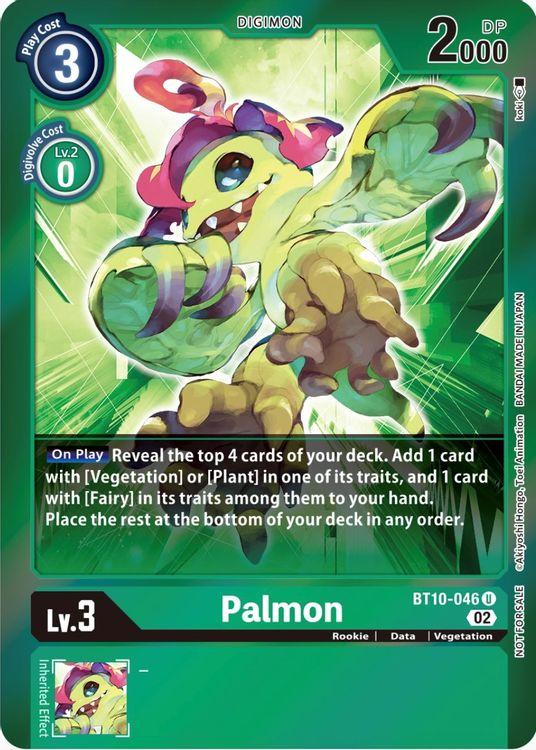 Play Cost
3
DIGIMON
DP
2000
Digivolve Cost
Lv.2
0
koki
On Play Reveal the top 4 cards of your deck. Add 1 card
with [Vegetation] or [Plant] in one of its traits, and 1 card
with [Fairy] in its traits among them to your hand.
Place the rest at the bottom of your deck in any order.
©Akiyoshi Hongo, Toei Animation BANDAI MADE IN JAPAN
NOT FOR SALE
Lv.3
Palmon
BT10-046 U
02
Rookie | Data | Vegetation
Inherited Effect
–